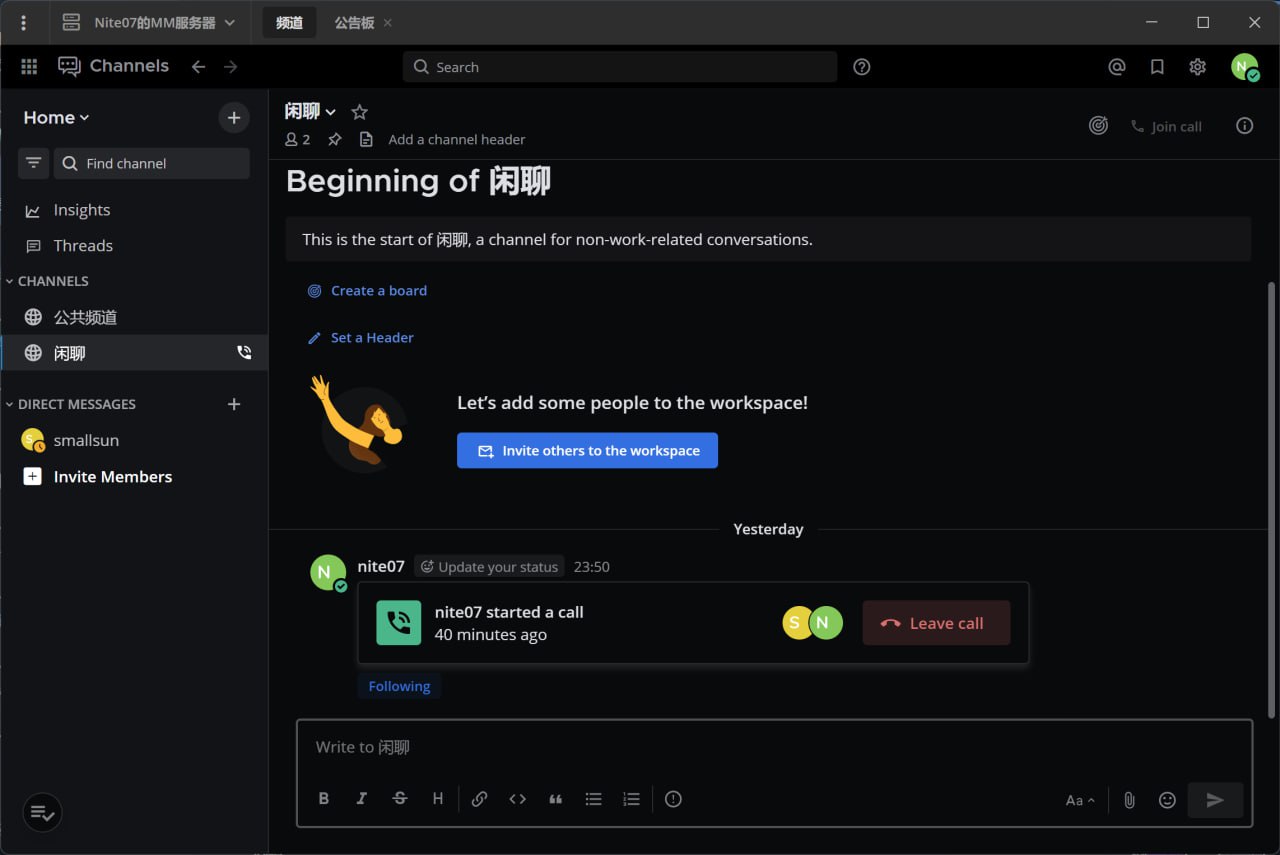 Nite07的MM服务器
频道
公告板
Channels
Search
N
Home
Find channel
Insights
Threads
CHANNELS
公共频道
闲聊
DIRECT MESSAGES
S
smallsun
Invite Members
闲聊
2
Add a channel header
Join call
Beginning of 闲聊
This is the start of 闲聊, a channel for non-work-related conversations.
Create a board
Set a Header
Let’s add some people to the workspace!
Invite others to the workspace
Yesterday
N
nite07 Update your status 23:50
nite07 started a call
40 minutes ago
S N
Leave call
Following
Write to 闲聊
B I S H
Aa